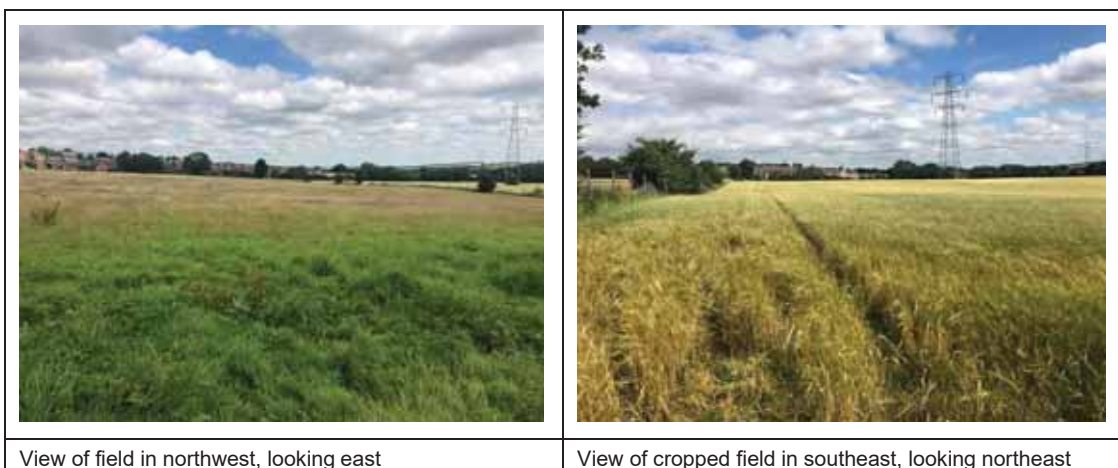 View of field in northwest, looking east
View of cropped field in southeast, looking northeast